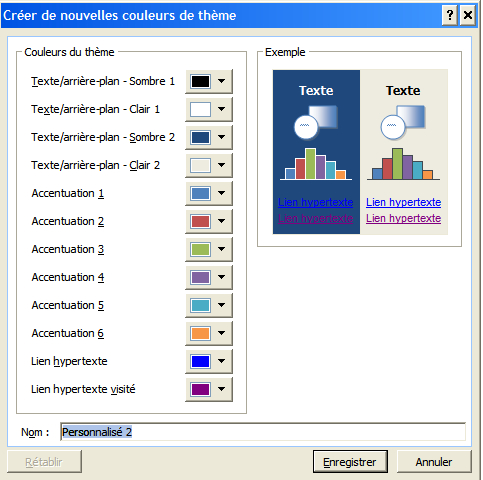 Créer de nouvelles couleurs de thème
Couleurs du thème
Texte/arrière-plan - Sombre 1
Texte/arrière-plan - Clair 1
Texte/arrière-plan - Sombre 2
Texte/arrière-plan - Clair 2
Accentuation 1
Accentuation 2
Accentuation 3
Accentuation 4
Accentuation 5
Accentuation 6
Lien hypertexte
Lien hypertexte visité
Exemple
Texte Texte
Lien hypertexte Lien hypertexte
Lien hypertexte Lien hypertexte
Nom : Personnalisé 2
Rétablir Enregistrer Annuler